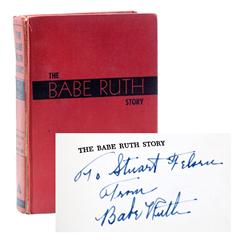 THE
BABE RUTH
STORY
THE BABE RUTH STORY
To Stuart
From
Babe Ruth